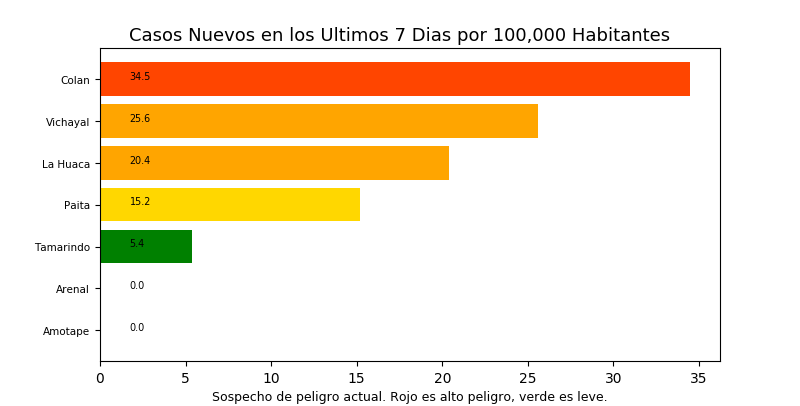 Casos Nuevos en los Ultimos 7 Dias por 100,000 Habitantes
Colan 34.5
Vichayal 25.6
La Huaca 20.4
Paita 15.2
Tamarindo 5.4
Arenal 0.0
Amotape 0.0
0 5 10 15 20 25 30 35
Sospecho de peligro actual. Rojo es alto peligro, verde es leve.